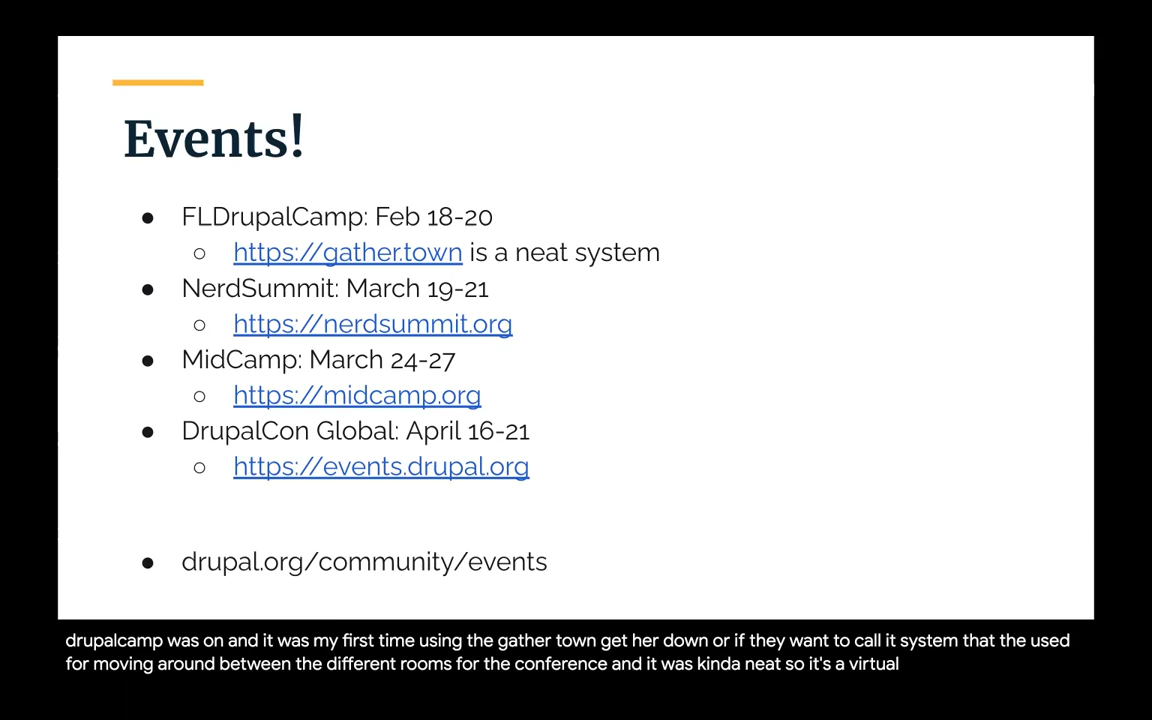 Events!
● FLDrupalCamp: Feb 18-20
○ https://gather.town is a neat system
● NerdSummit: March 19-21
○ https://nerdsummit.org
● MidCamp: March 24-27
○ https://midcamp.org
● DrupalCon Global: April 16-21
○ https://events.drupal.org
● drupal.org/community/events
drupalcamp was on and it was my first time using the gather town get her down or if they want to call it system that the used
for moving around between the different rooms for the conference and it was kinda neat so it's a virtual